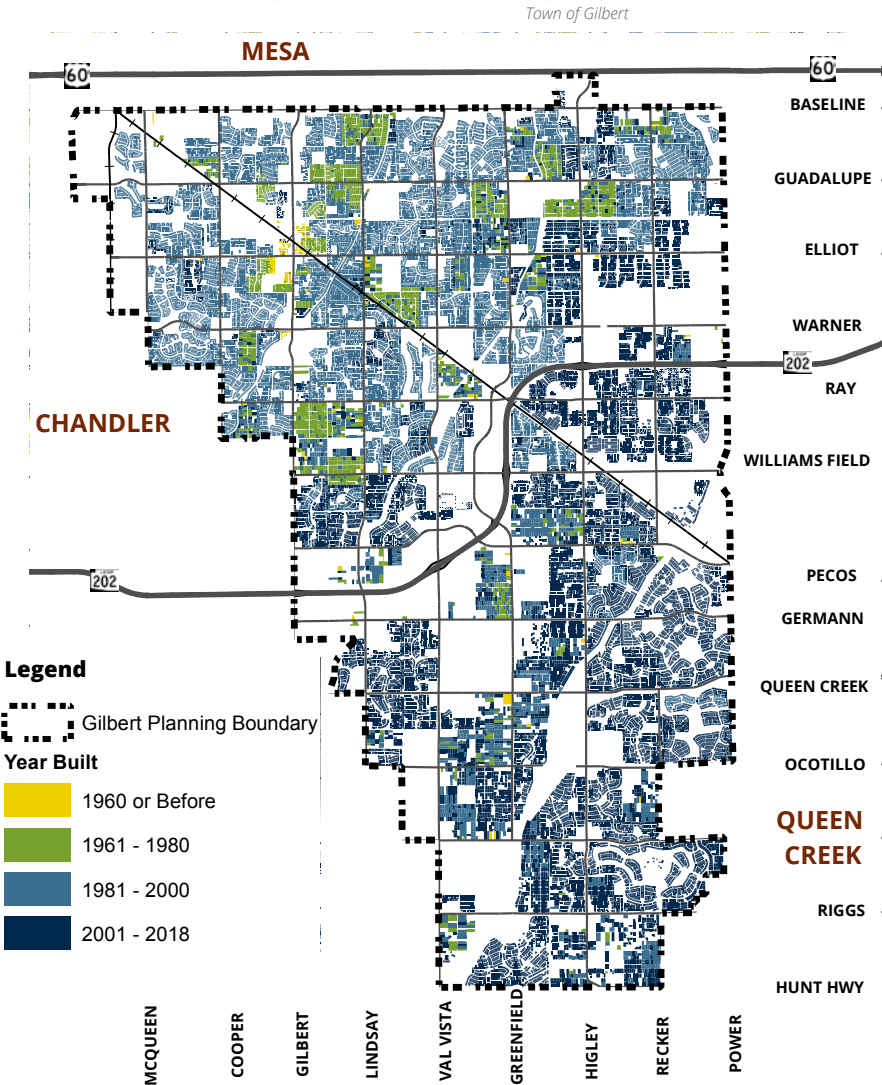 Town of Gilbert
MESA
60
60
BASELINE
GUADALUPE
ELLIOT
WARNER
LOOP
202
RAY
CHANDLER
WILLIAMS FIELD
LOOP
202
PECOS
GERMANN
Legend
QUEEN CREEK
Gilbert Planning Boundary
Year Built
OCOTILLO
1960 or Before
1961 - 1980
QUEEN
CREEK
1981 - 2000
RIGGS
2001 - 2018
HUNT HWY
MCQUEEN
COOPER
GILBERT
LINDSAY
VAL VISTA
GREENFIELD
HIGLEY
RECKER
POWER